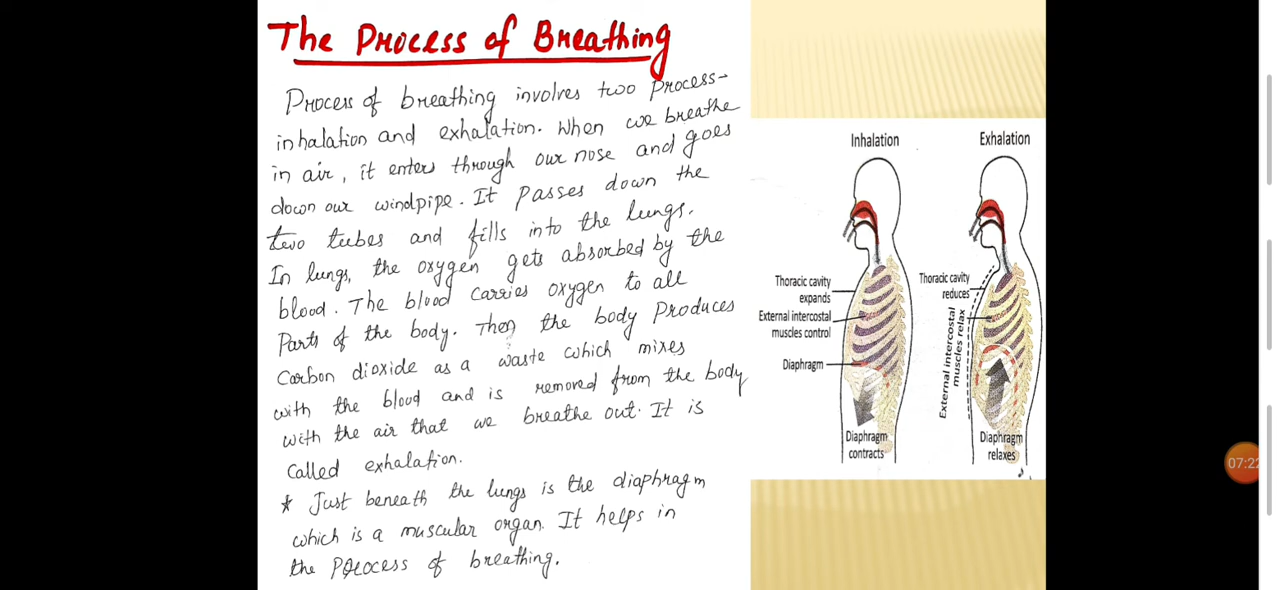 The Process of Breathing
Process of breathing involves two process-
inhalation and exhalation. When we breathe
in air, it enters through our nose and goes
down our windpipe. It passes down the
two tubes and fills into the lungs.
In lungs, the oxygen gets absorbed by the
blood. The blood carries oxygen to all
Parts of the body. Then the body produces
Carbon dioxide as a waste which mixes
with the blood and is removed from the body
with the air that we breathe out. It is
called exhalation.
* Just beneath the lungs is the diaphragm
which is a muscular organ. It helps in
the Process of breathing.
Inhalation
Thoracic cavity
expands
External intercostal
muscles control
Diaphragm
Diaphragm
contracts
Exhalation
Thoracic cavity
reduces
External intercostal
muscles relax
Diaphragm
relaxes
07:22